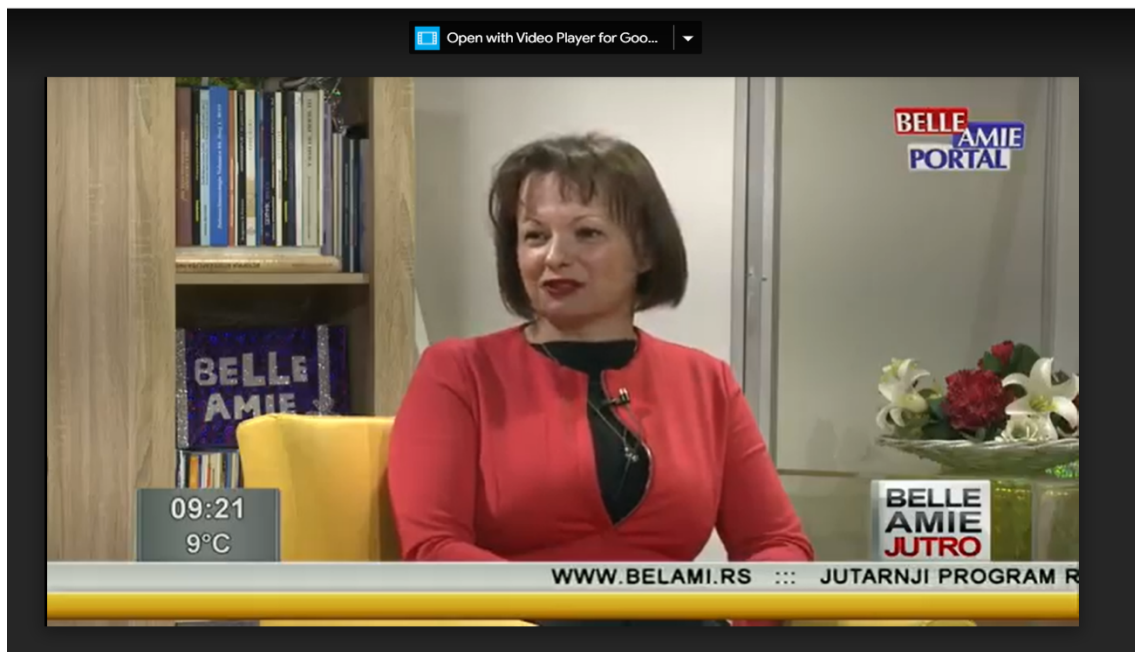 Open with Video Player for Goo...
BELLE
AMIE
PORTAL
BELLE
AMIE
09:21
9°C
BELLE
AMIE
JUTRO
WWW.BELAMI.RS ::: JUTARNJI PROGRAM R